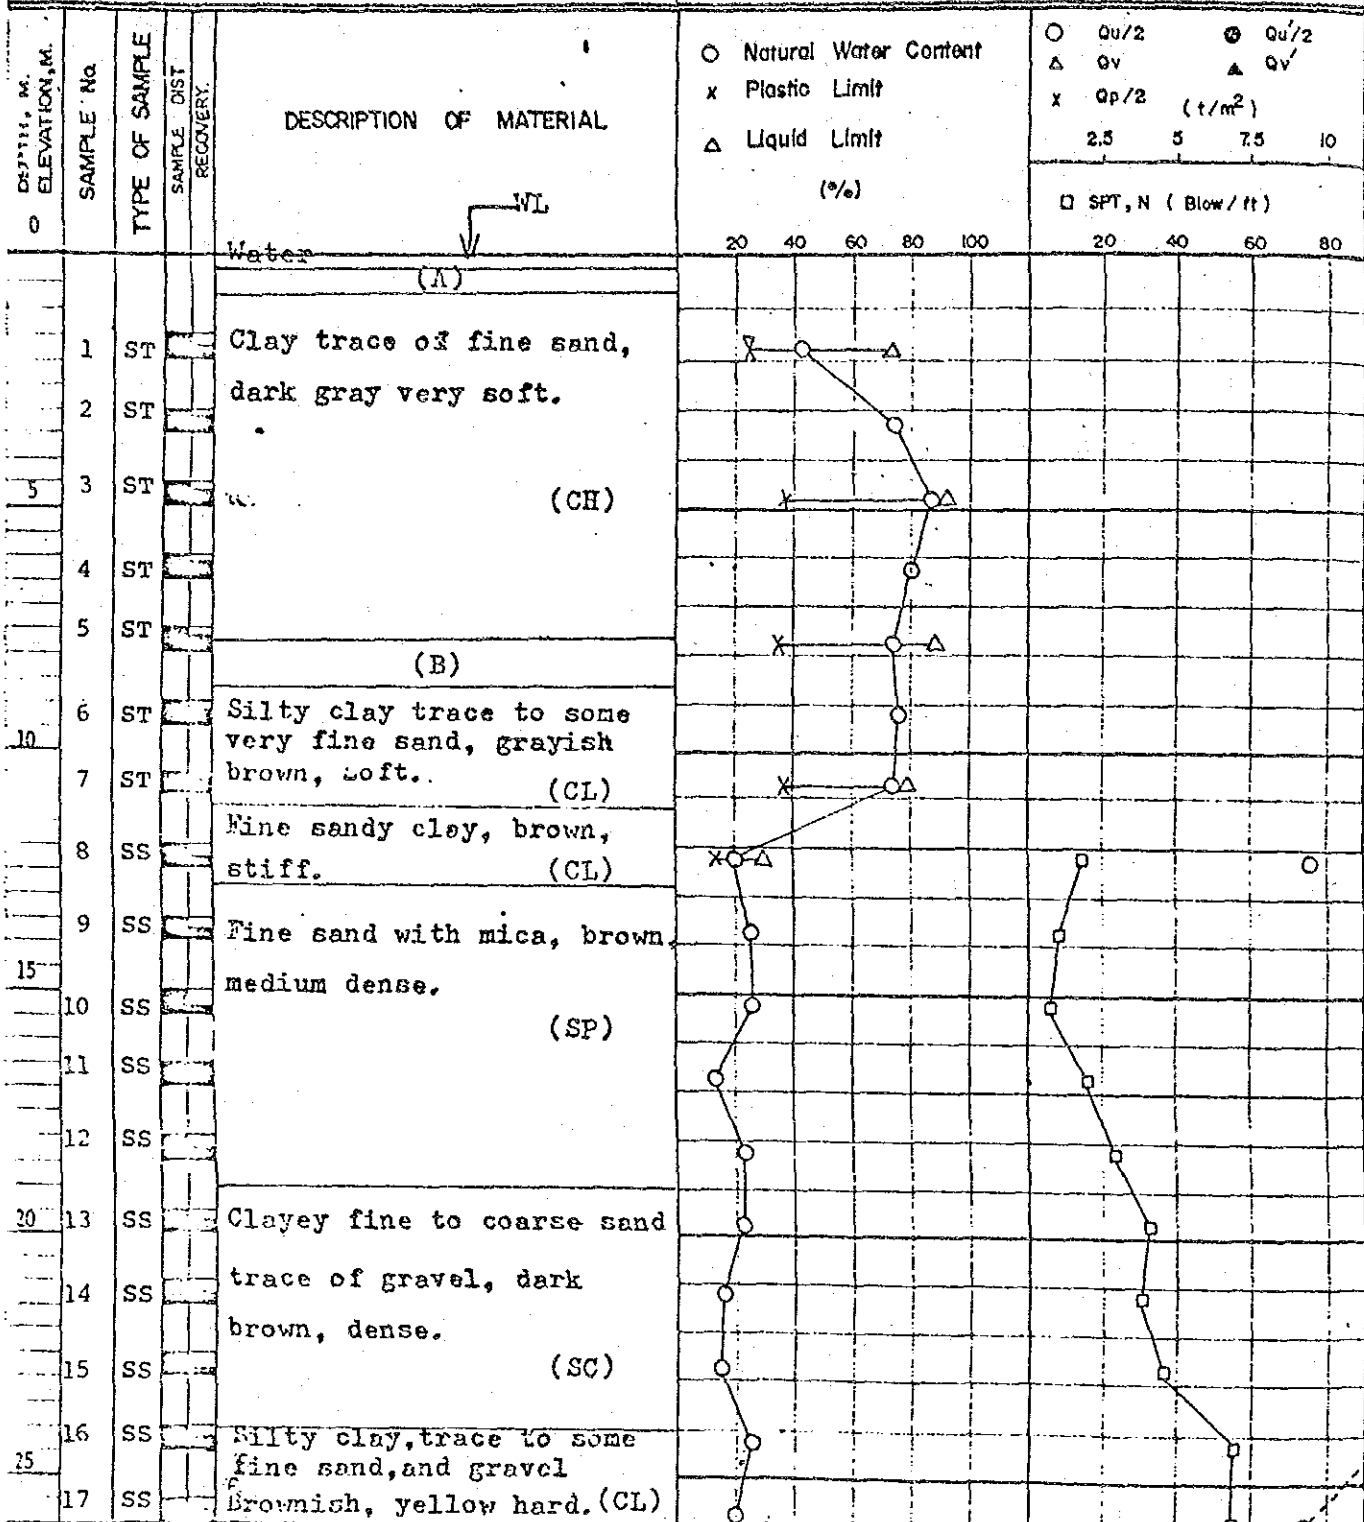 DEPTH, M.
ELEVATION, M.
0
SAMPLE No.
TYPE OF SAMPLE
SAMPLE DIST
RECOVERY.
DESCRIPTION OF MATERIAL
WL
O Natural Water Content
x Plastic Limit
△ Liquid Limit
(%)
20 40 60 80 100
O Qu/2 Qu'/2
△ Qv ▲ Qv'
x Qp/2 (t/m²)
2.5 5 7.5 10
□ SPT, N ( Blow / ft )
20 40 60 80
Water
(A)
1 ST Clay trace of fine sand,
2 ST dark gray very soft.
5 3 ST (CH)
4 ST
5 ST
(B)
6 ST Silty clay trace to some
10 very fine sand, grayish
7 ST brown, soft. (CL)
Fine sandy clay, brown,
8 SS stiff. (CL)
9 SS Fine sand with mica, brown,
15 medium dense.
10 SS (SP)
11 SS
12 SS
20 13 SS Clayey fine to coarse sand
14 SS trace of gravel, dark
brown, dense.
15 SS (SC)
16 SS Silty clay, trace to some
25 fine sand, and gravel
17 SS Brownish, yellow hard. (CL)